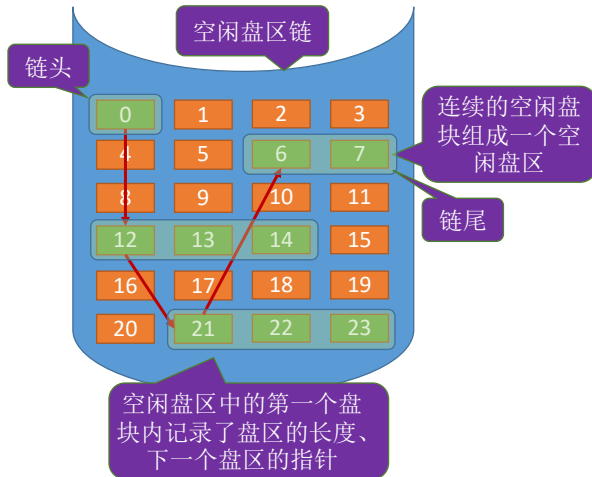 空闲盘区链
链头
0 1 2 3
连续的空闲盘
块组成一个空
闲盘区
4 5 6 7
8 9 10 11
链尾
12 13 14 15
16 17 18 19
20 21 22 23
空闲盘区中的第一个盘
块内记录了盘区的长度、
下一个盘区的指针